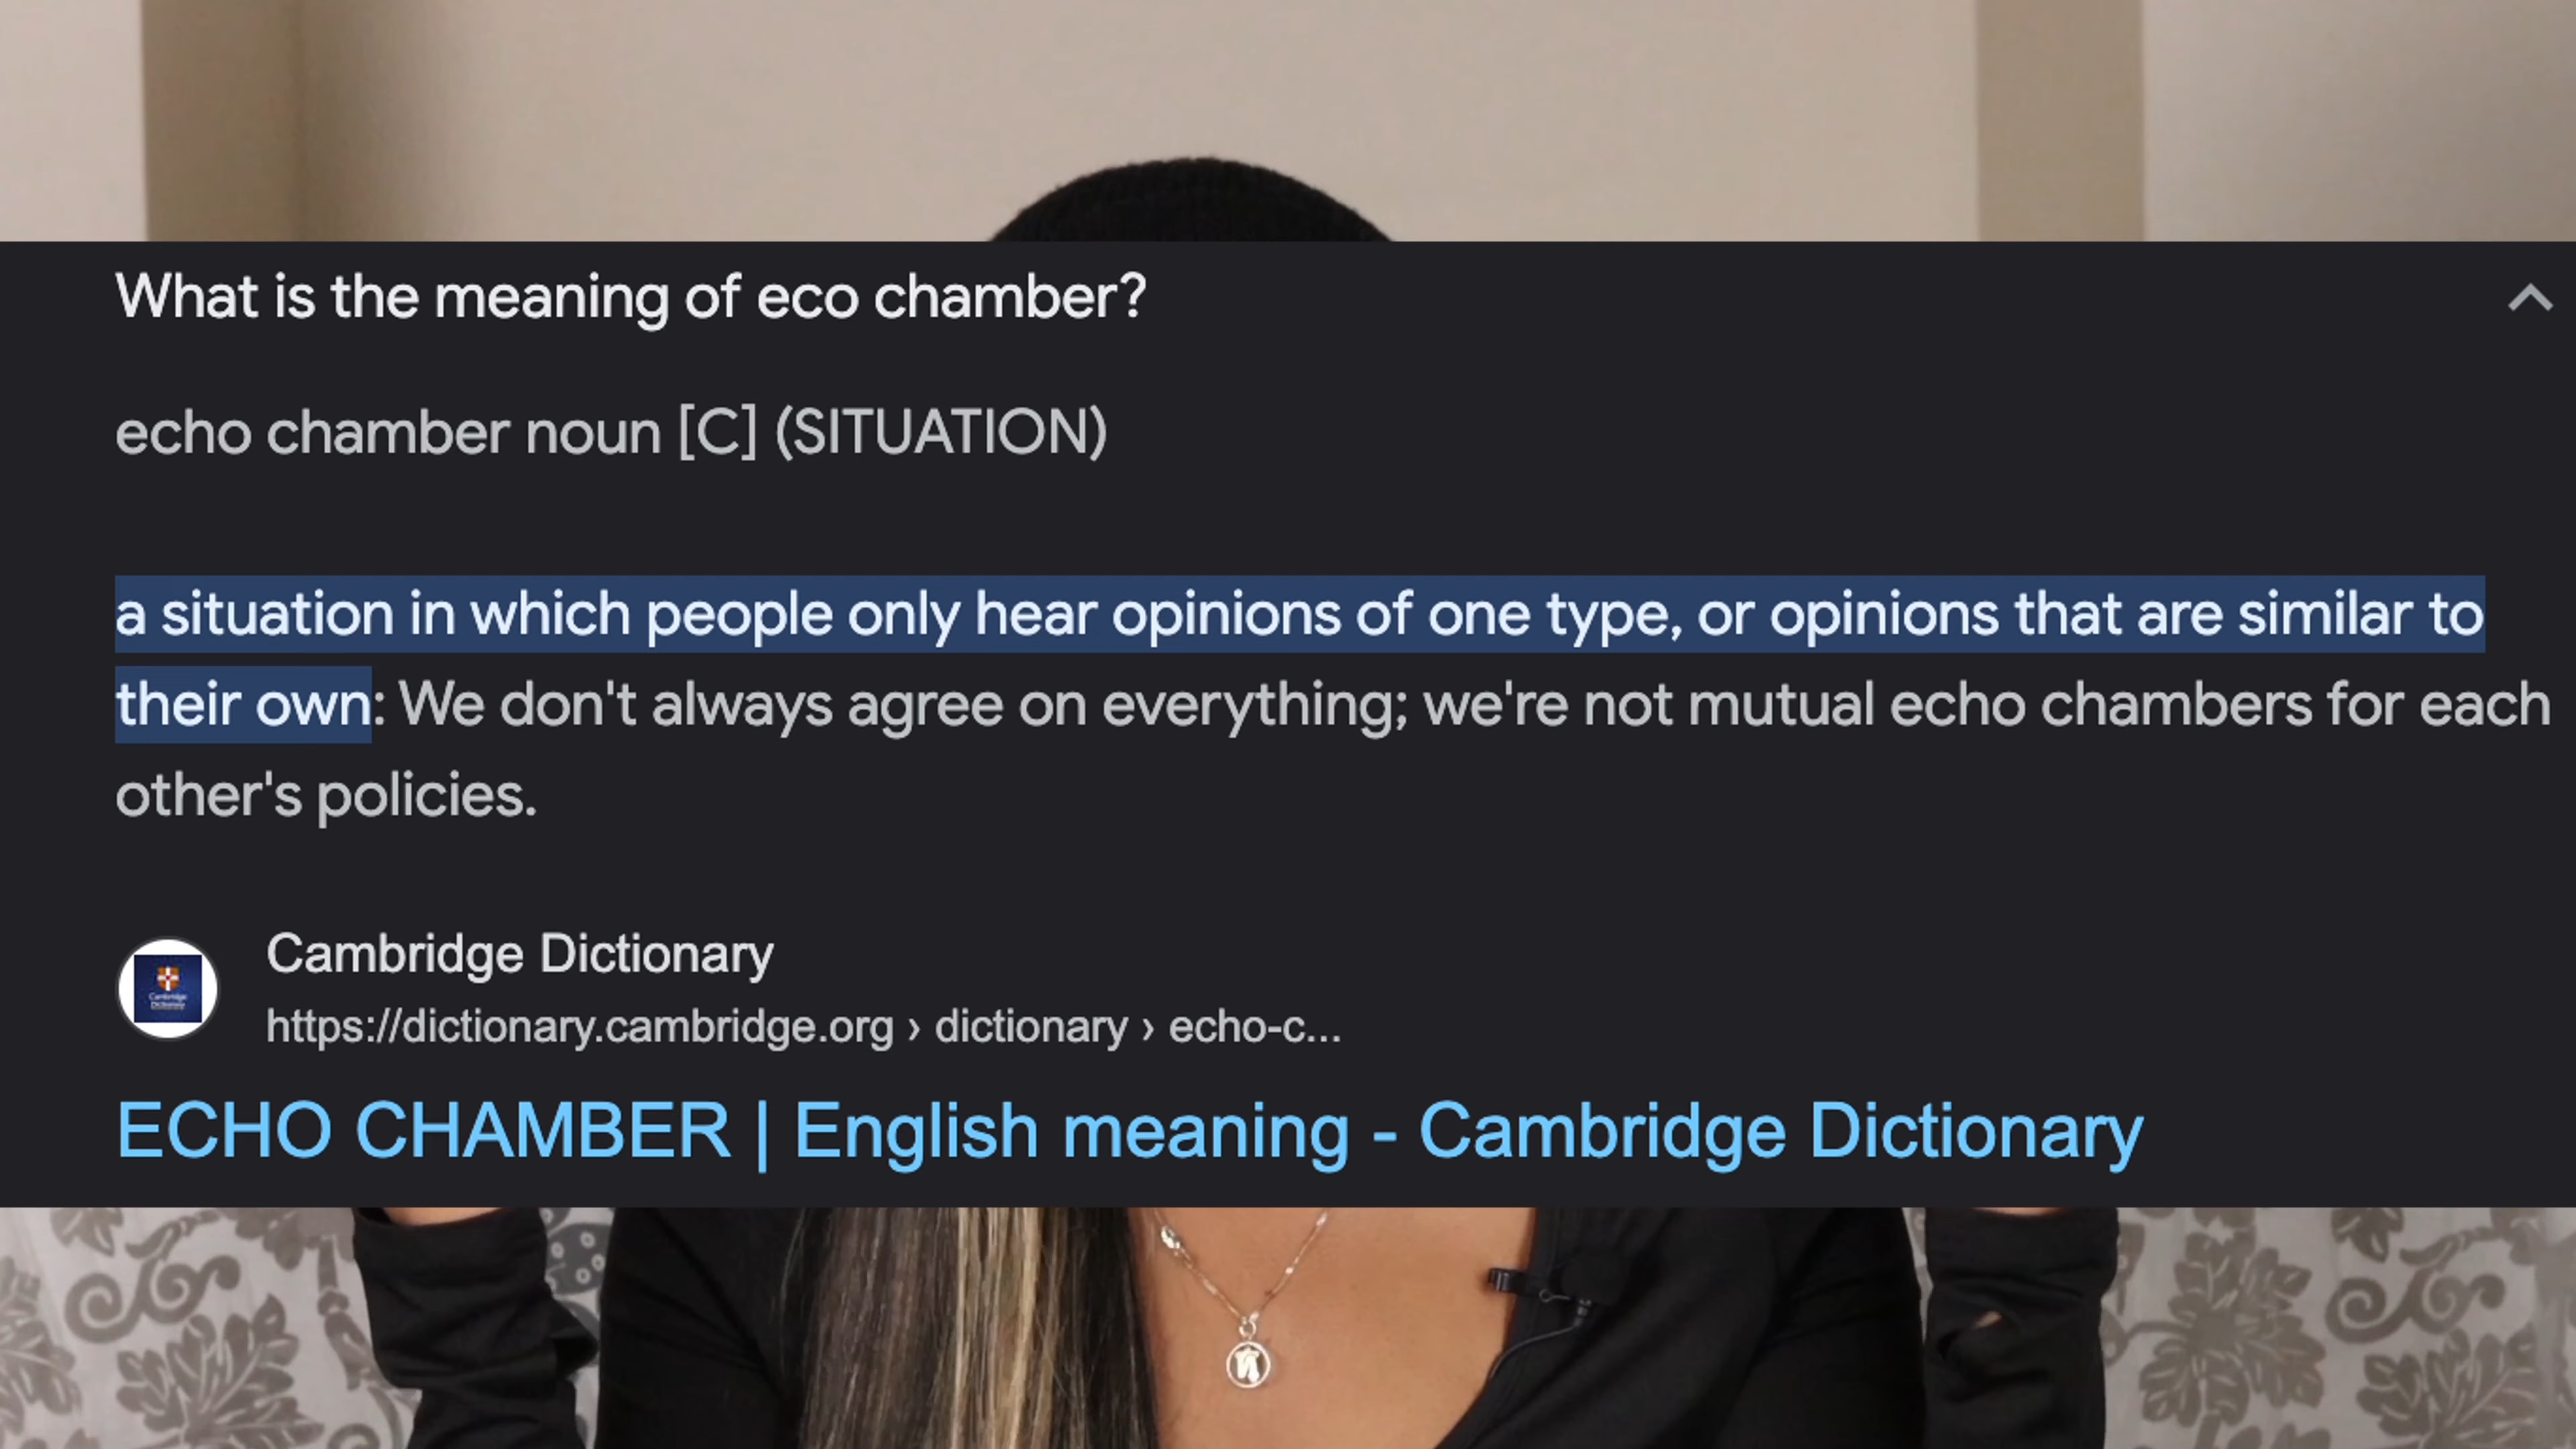 What is the meaning of eco chamber?
echo chamber noun [C] (SITUATION)
a situation in which people only hear opinions of one type, or opinions that are similar to
their own: We don't always agree on everything; we're not mutual echo chambers for each
other's policies.
Cambridge
Dictionary
Cambridge Dictionary
https://dictionary.cambridge.org › dictionary › echo-c...
ECHO CHAMBER | English meaning - Cambridge Dictionary